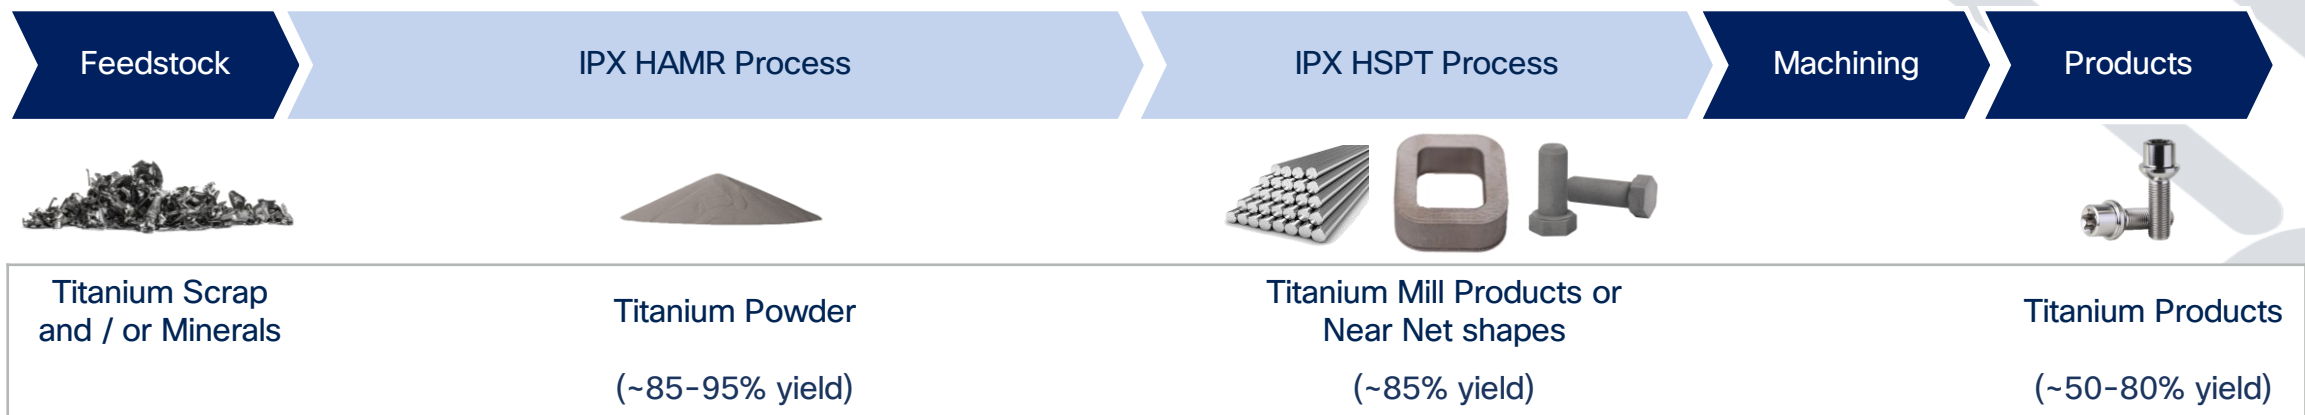 Feedstock
IPX HAMR Process
IPX HSPT Process
Machining
Products
Titanium Scrap
and / or Minerals
Titanium Powder
(~85-95% yield)
Titanium Mill Products or
Near Net shapes
(~85% yield)
Titanium Products
(~50-80% yield)